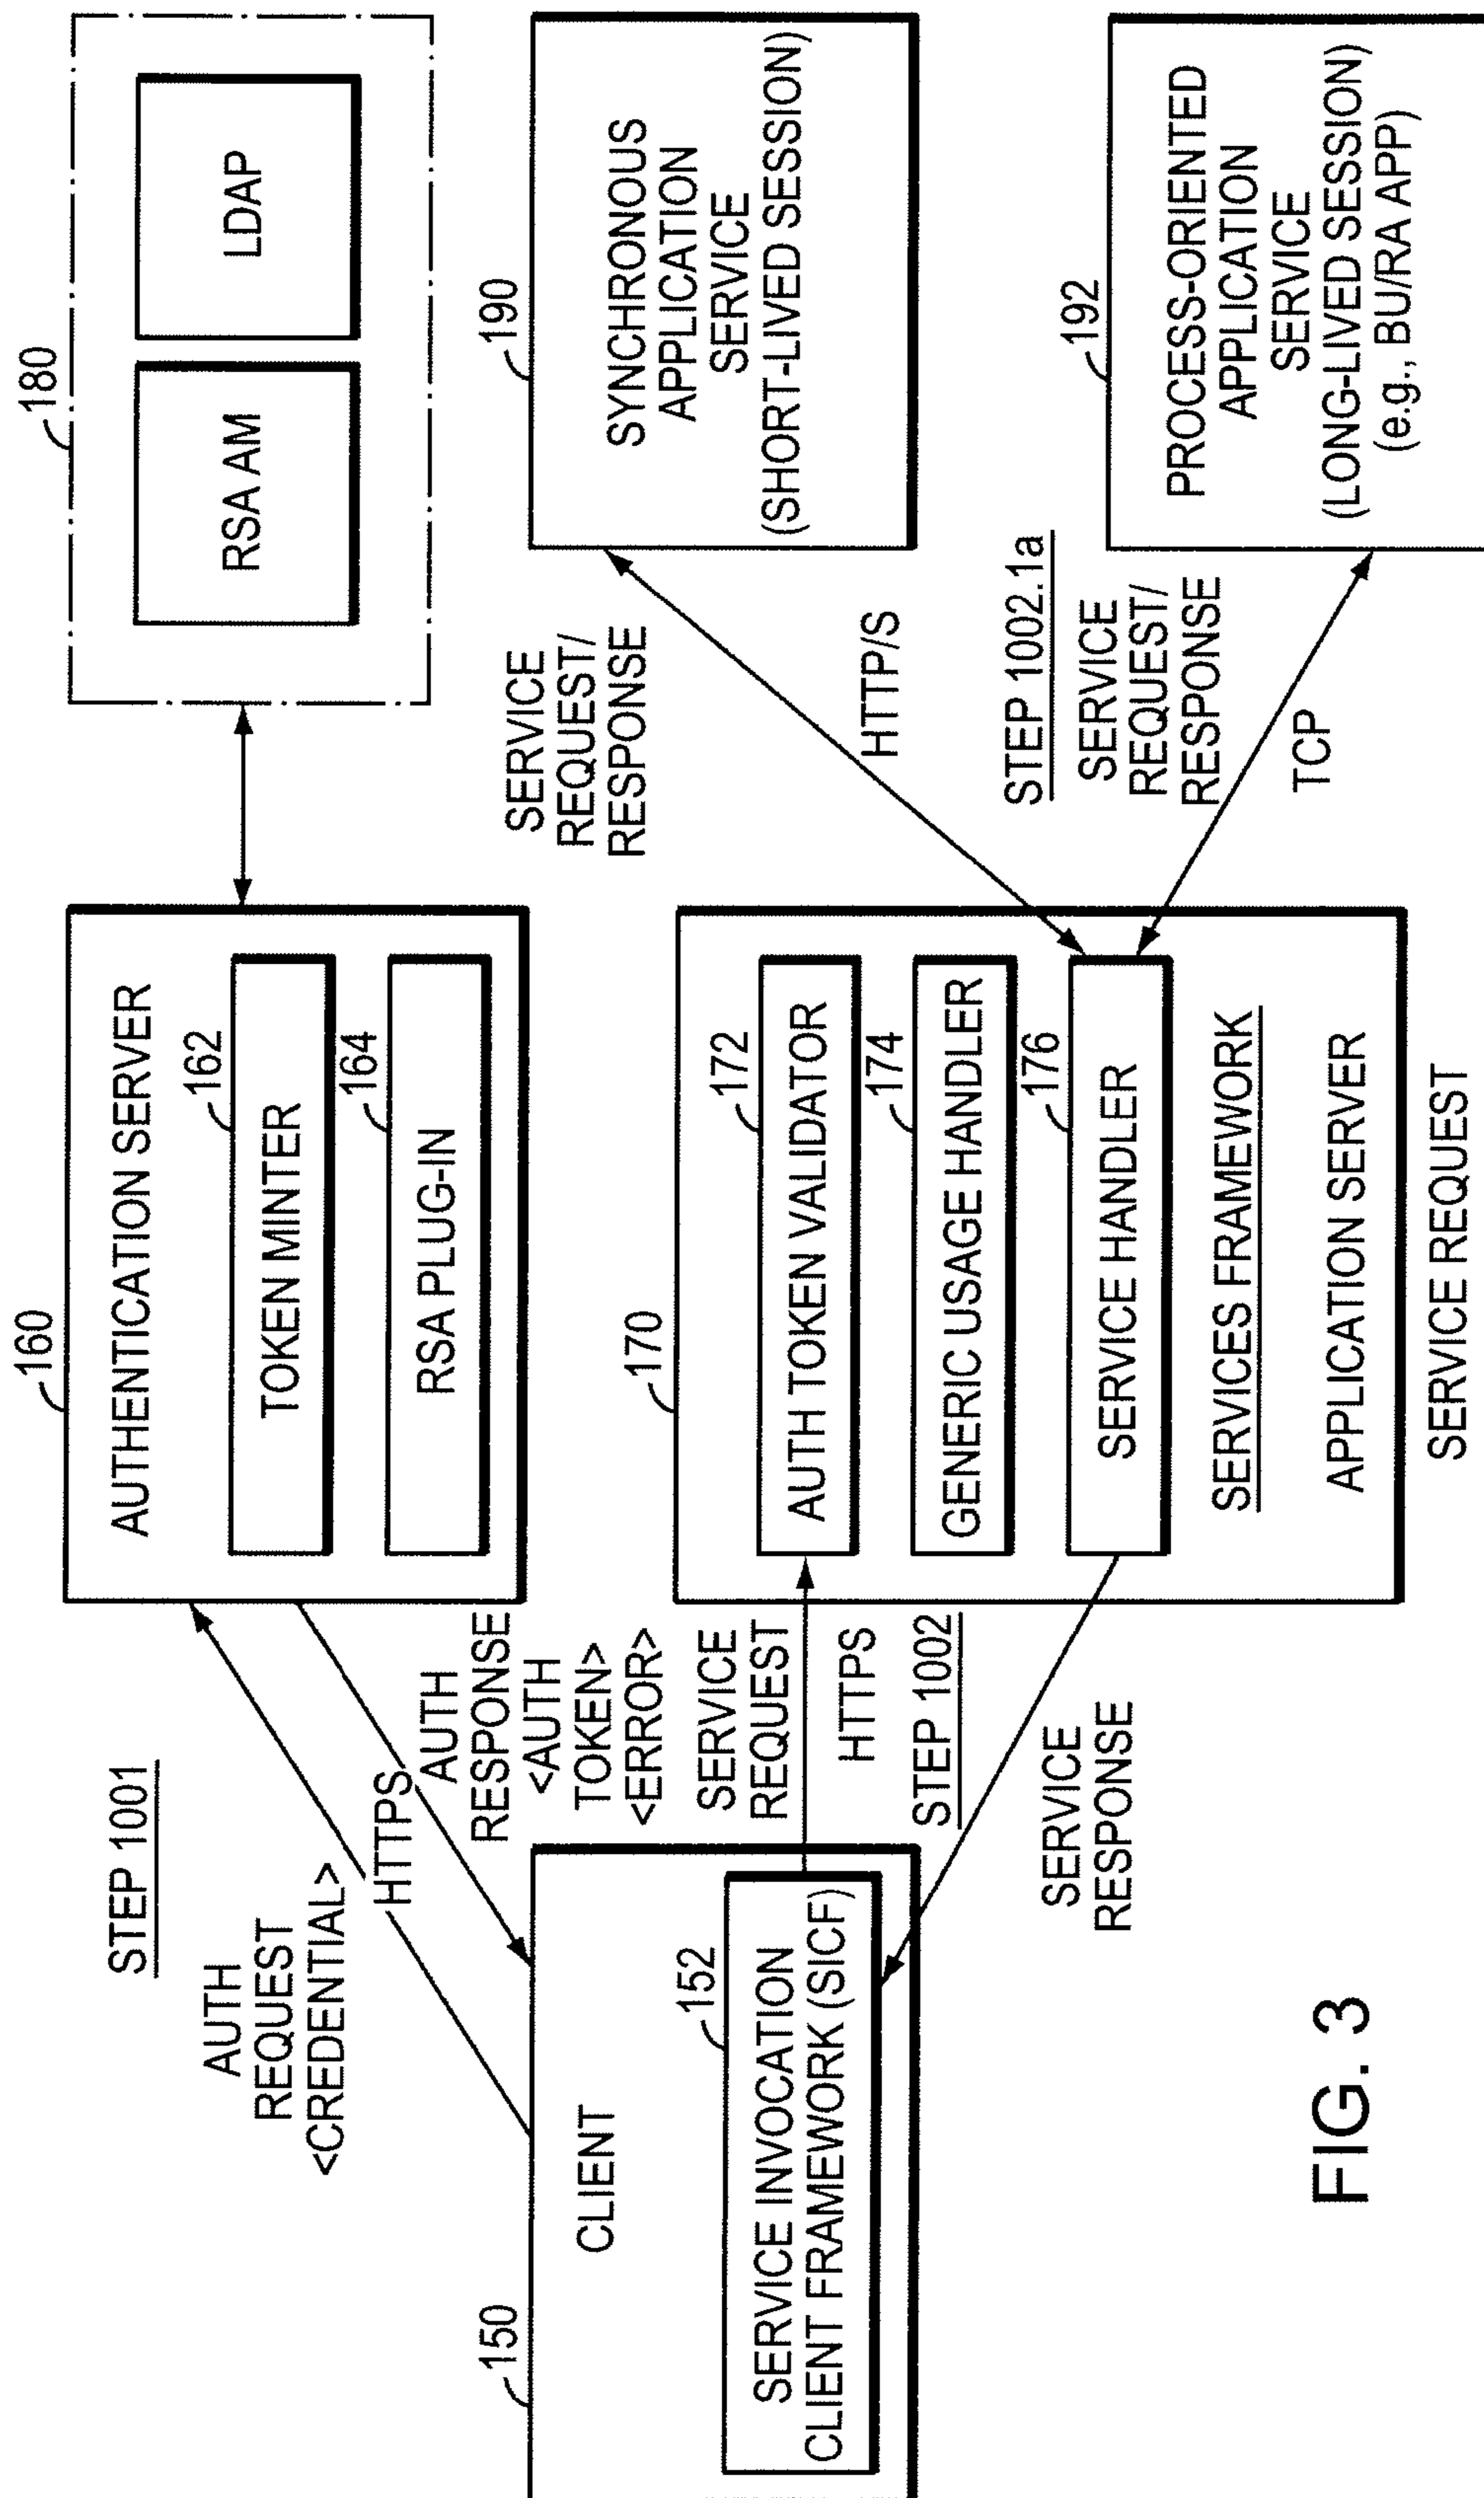 STEP 1001
AUTH
REQUEST
<CREDENTIAL>
HTTPS
AUTH
RESPONSE
<AUTH
TOKEN>
<ERROR>
150
CLIENT
152
SERVICE INVOCATION
CLIENT FRAMEWORK (SICF)
SERVICE
REQUEST
HTTPS
STEP 1002
SERVICE
RESPONSE
160
AUTHENTICATION SERVER
162
TOKEN MINTER
164
RSA PLUG-IN
170
172
AUTH TOKEN VALIDATOR
174
GENERIC USAGE HANDLER
176
SERVICE HANDLER
SERVICES FRAMEWORK
APPLICATION SERVER
SERVICE REQUEST
180
RSA AM
LDAP
SERVICE
REQUEST/
RESPONSE
HTTP/S
190
SYNCHRONOUS
APPLICATION
SERVICE
(SHORT-LIVED SESSION)
STEP 1002.1a
SERVICE
REQUEST/
RESPONSE
TCP
192
PROCESS-ORIENTED
APPLICATION
SERVICE
(LONG-LIVED SESSION)
(e.g., BU/RA APP)
FIG. 3